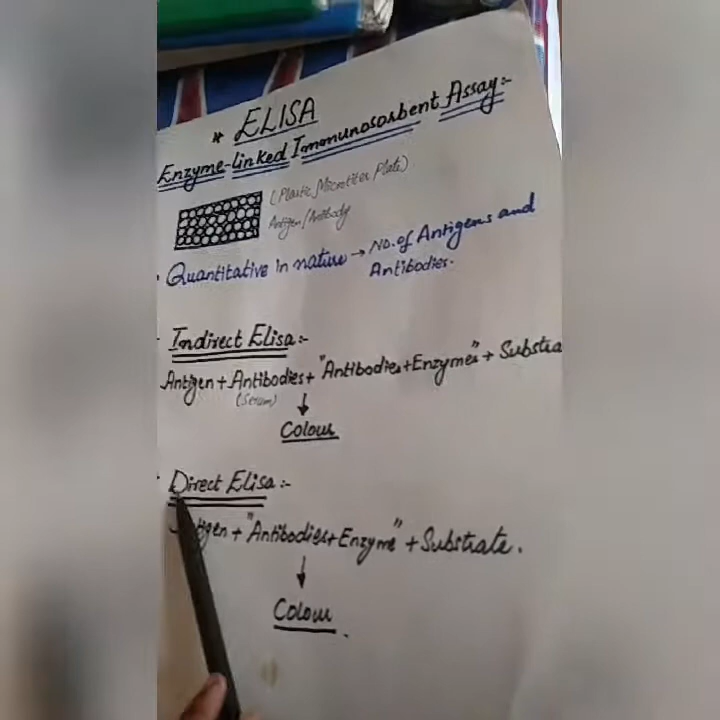 * ELISA
Enzyme-Linked Immunosorbent Assay:-
(Plastic Microtiter Plate)
Antigen/Antibody
Quantitative in nature → No. of Antigens and
Antibodies.
Indirect Elisa:-
Antigen + Antibodies + "Antibodies + Enzymes" + Substra
(Serum)
↓
Colour
Direct Elisa:-
tigen + "Antibodies + Enzyme" + Substrate.
↓
Colour